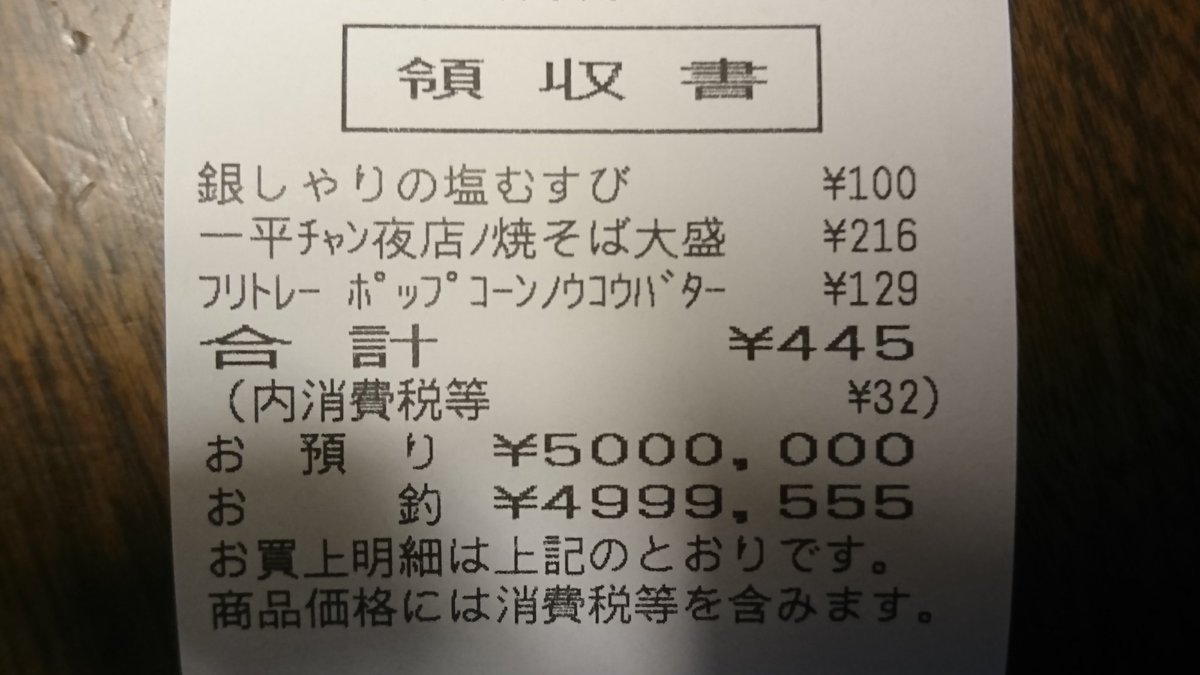 領収書
銀しゃりの塩むすび ¥100
一平ﾁｬﾝ夜店ﾉ焼そば大盛 ¥216
ﾌﾘﾄﾚｰ ﾎﾟｯﾌﾟｺｰﾝﾉｳｺｳﾊﾞﾀｰ ¥129
合計 ¥445
(内消費税等 ¥32)
お預り ¥5000,000
お釣 ¥4999,555
お買上明細は上記のとおりです。
商品価格には消費税等を含みます。